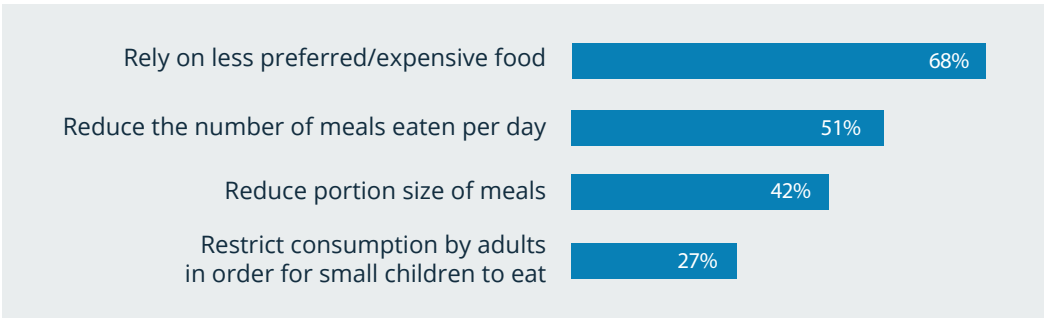 Rely on less preferred/expensive food
68%
Reduce the number of meals eaten per day
51%
Reduce portion size of meals
42%
Restrict consumption by adults
in order for small children to eat
27%